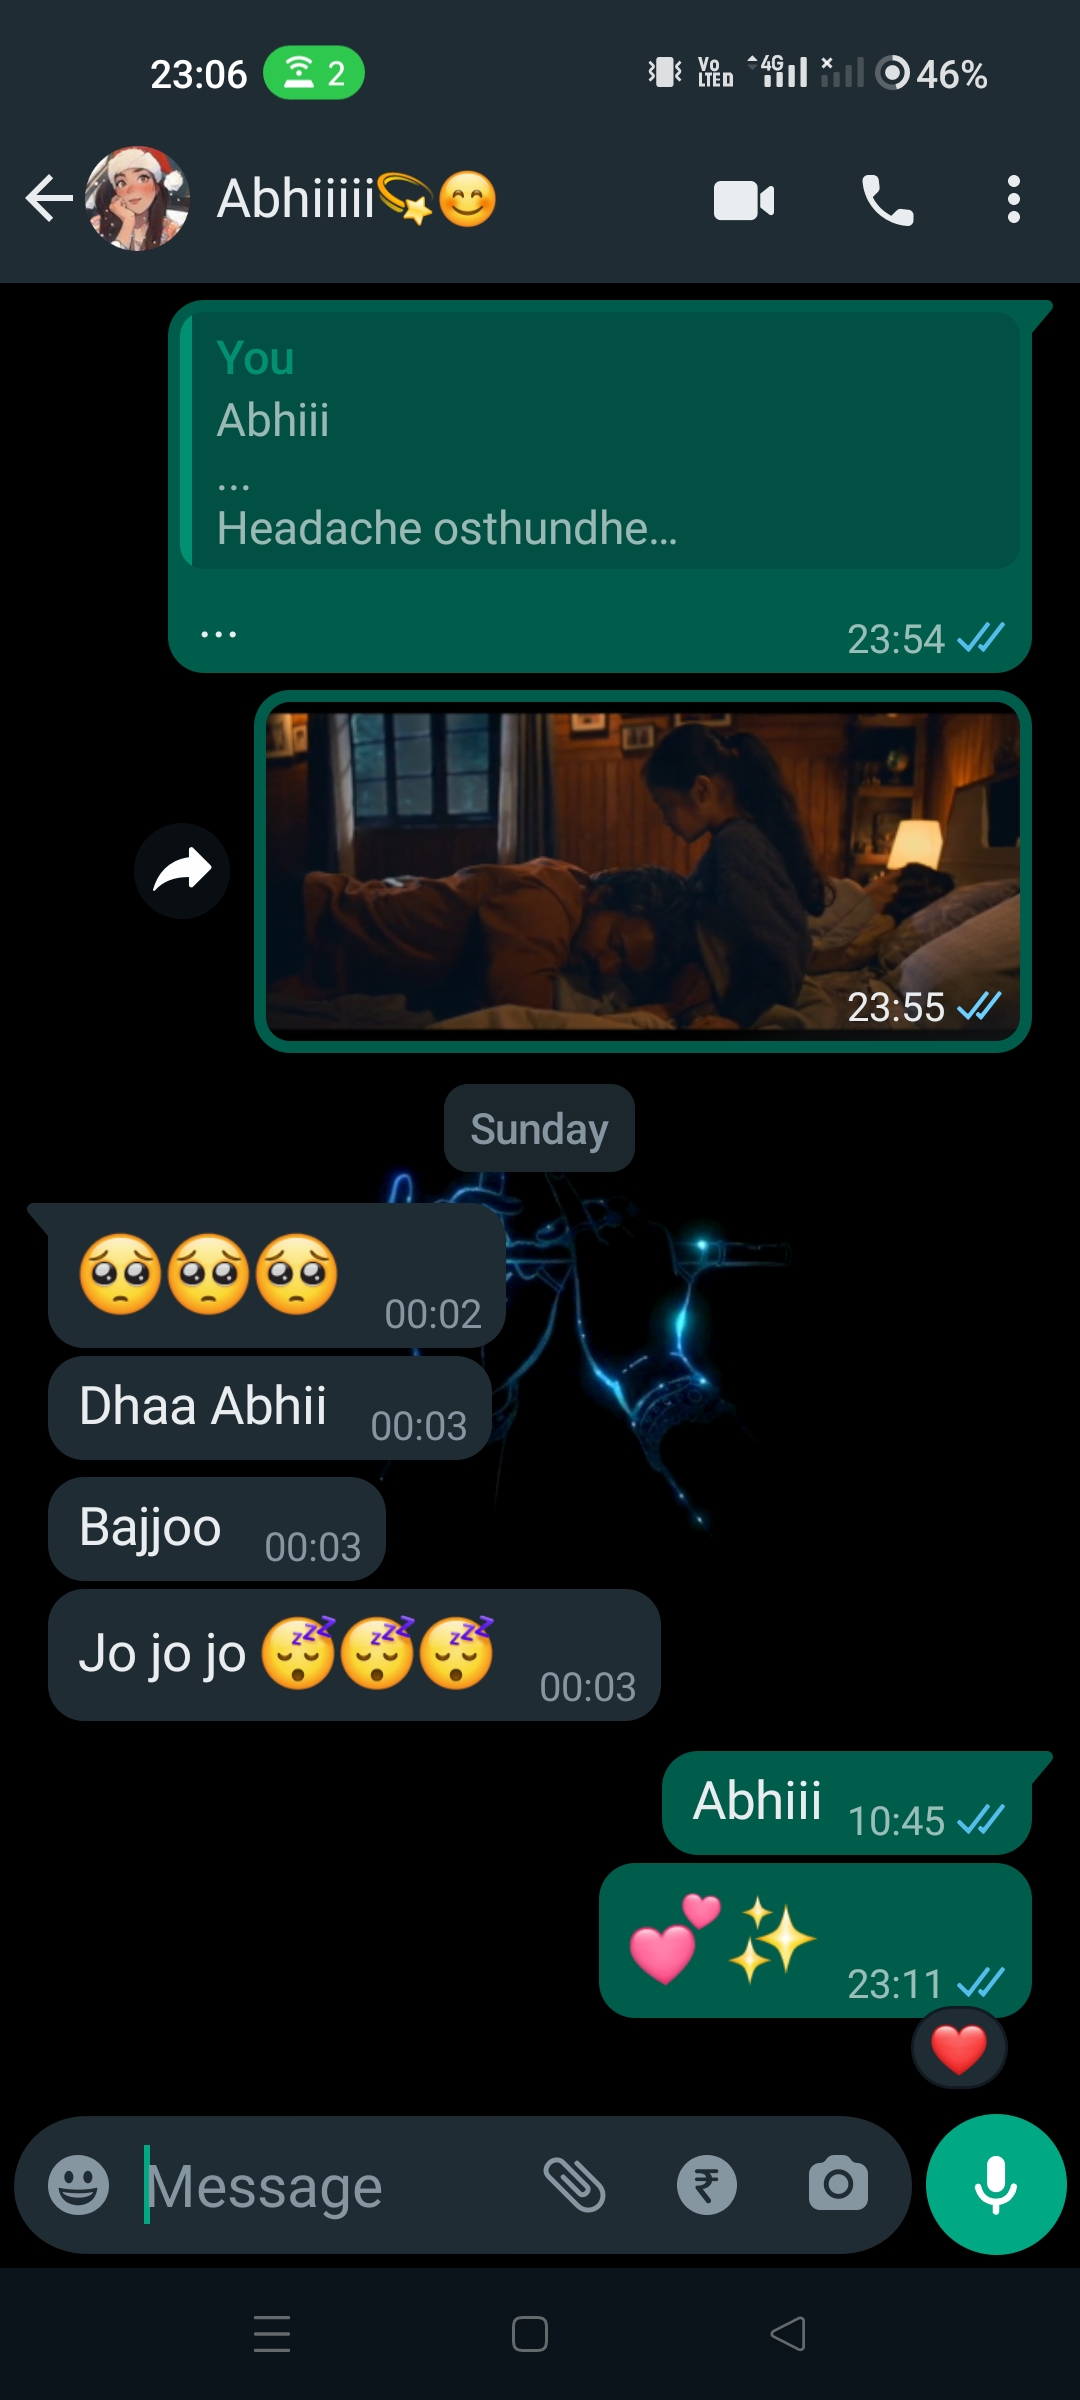 23:06 2 Vo LTED 4G 46%
Abhiiiii💫😊
You
Abhiii
...
Headache osthundhe...
...
23:54
23:55
Sunday
🥺🥺🥺 00:02
Dhaa Abhii 00:03
Bajjoo 00:03
Jo jo jo 😴😴😴 00:03
Abhiii 10:45
💕✨ 23:11
❤️
Message ₹